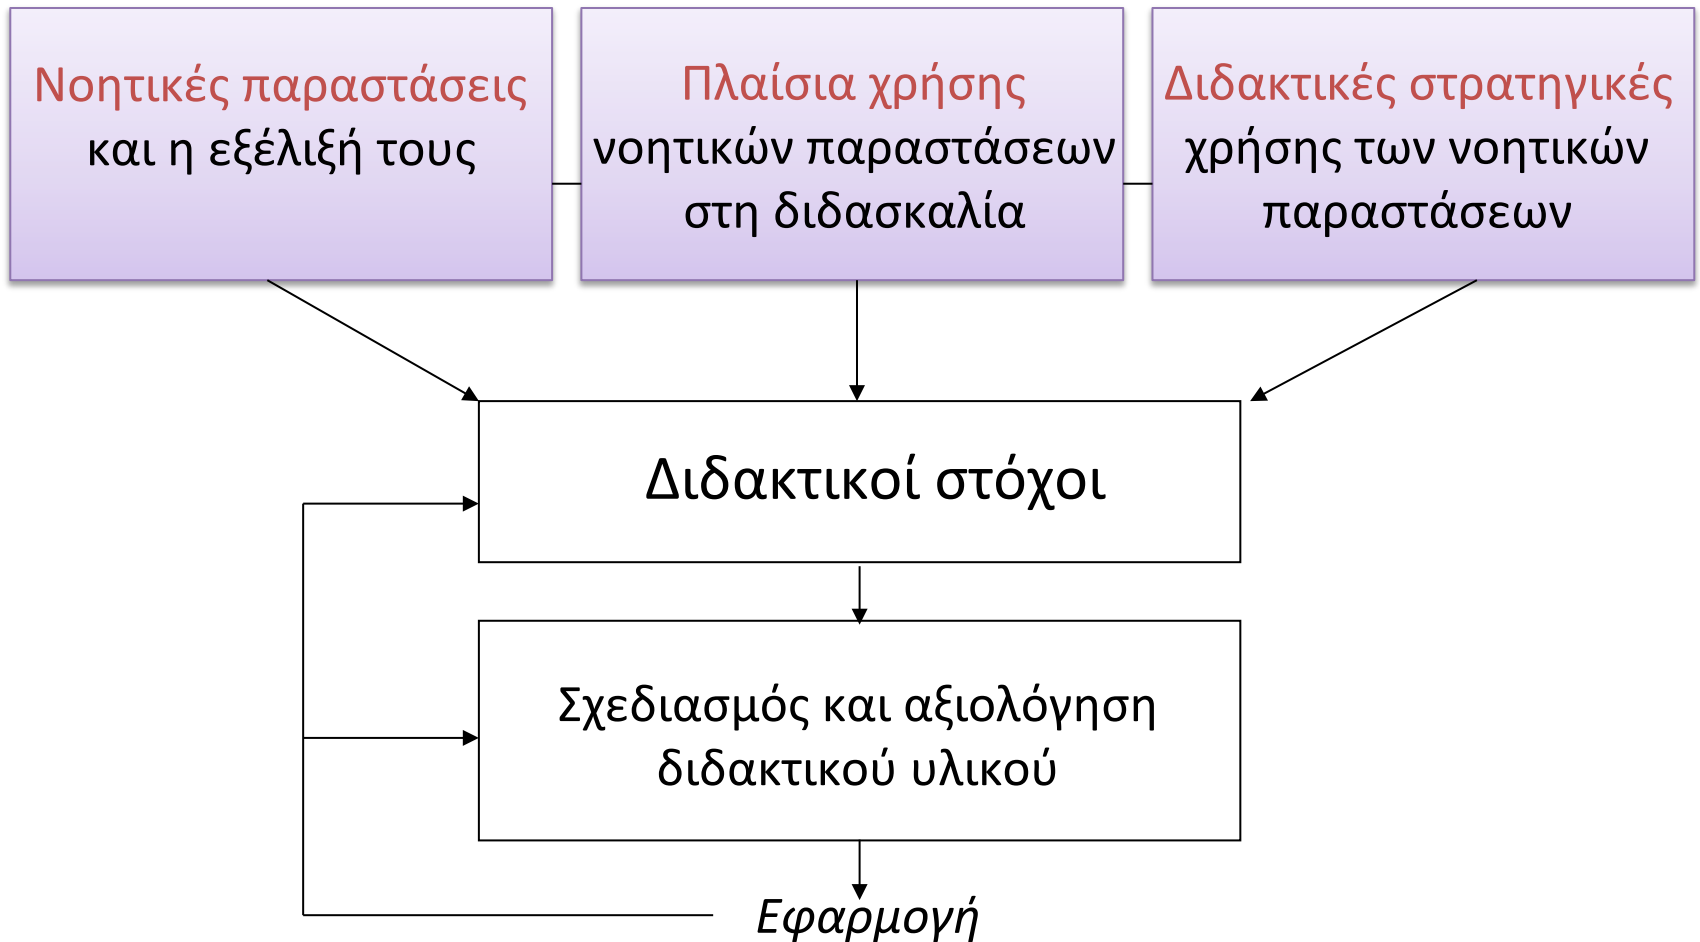 Νοητικές παραστάσεις
και η εξέλιξή τους
Πλαίσια χρήσης
νοητικών παραστάσεων
στη διδασκαλία
Διδακτικές στρατηγικές
χρήσης των νοητικών
παραστάσεων
Διδακτικοί στόχοι
Σχεδιασμός και αξιολόγηση
διδακτικού υλικού
Εφαρμογή